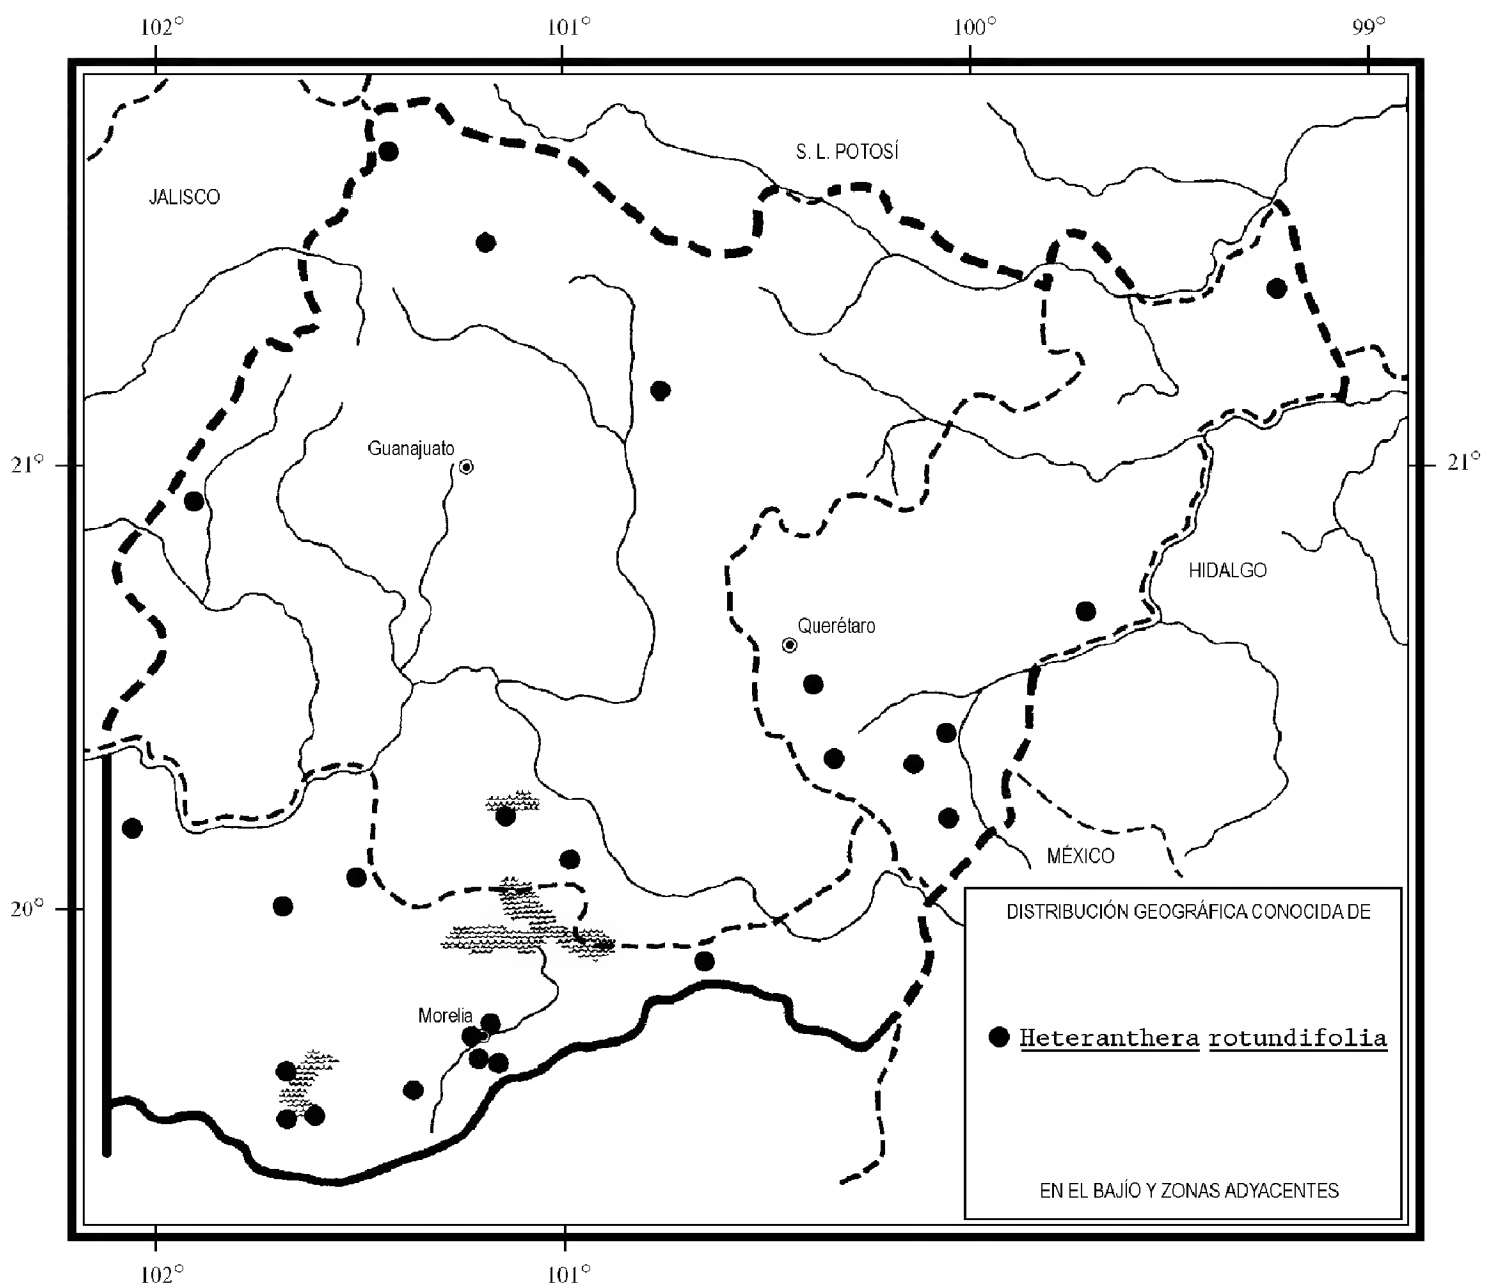 102°
101°
100°
99°
S. L. POTOSÍ
JALISCO
Guanajuato
21°
21°
HIDALGO
Querétaro
MÉXICO
20°
DISTRIBUCIÓN GEOGRÁFICA CONOCIDA DE
Morelia
Heteranthera rotundifolia
EN EL BAJÍO Y ZONAS ADYACENTES
102°
101°